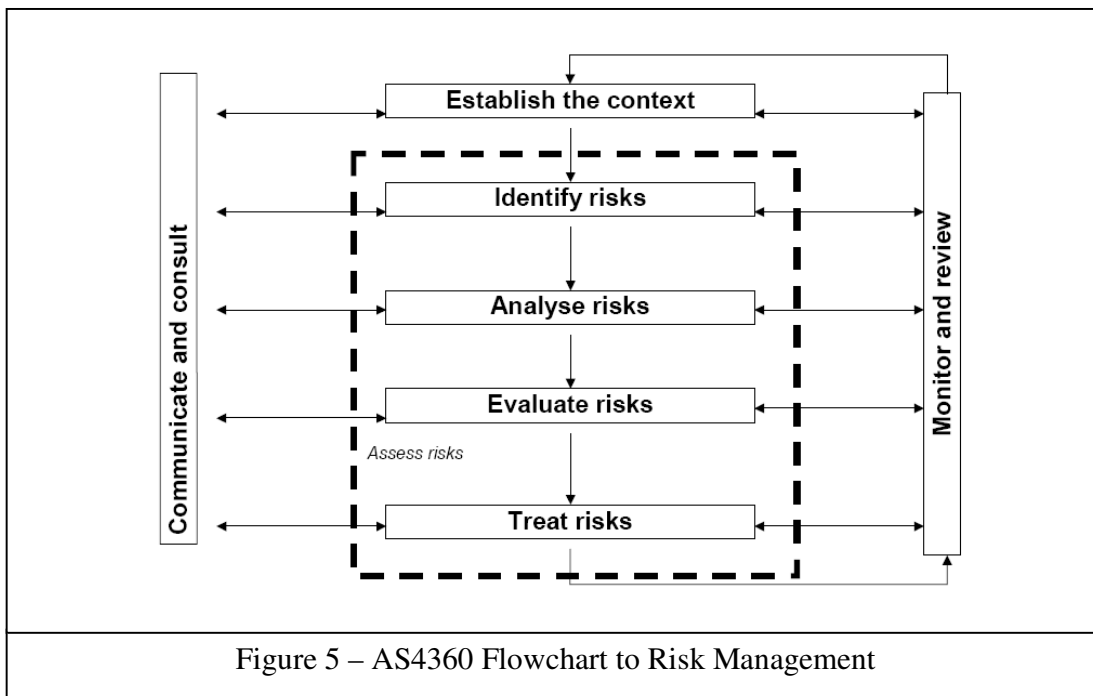 Establish the context
Identify risks
Analyse risks
Evaluate risks
Assess risks
Treat risks
Communicate and consult
Monitor and review
Figure 5 – AS4360 Flowchart to Risk Management